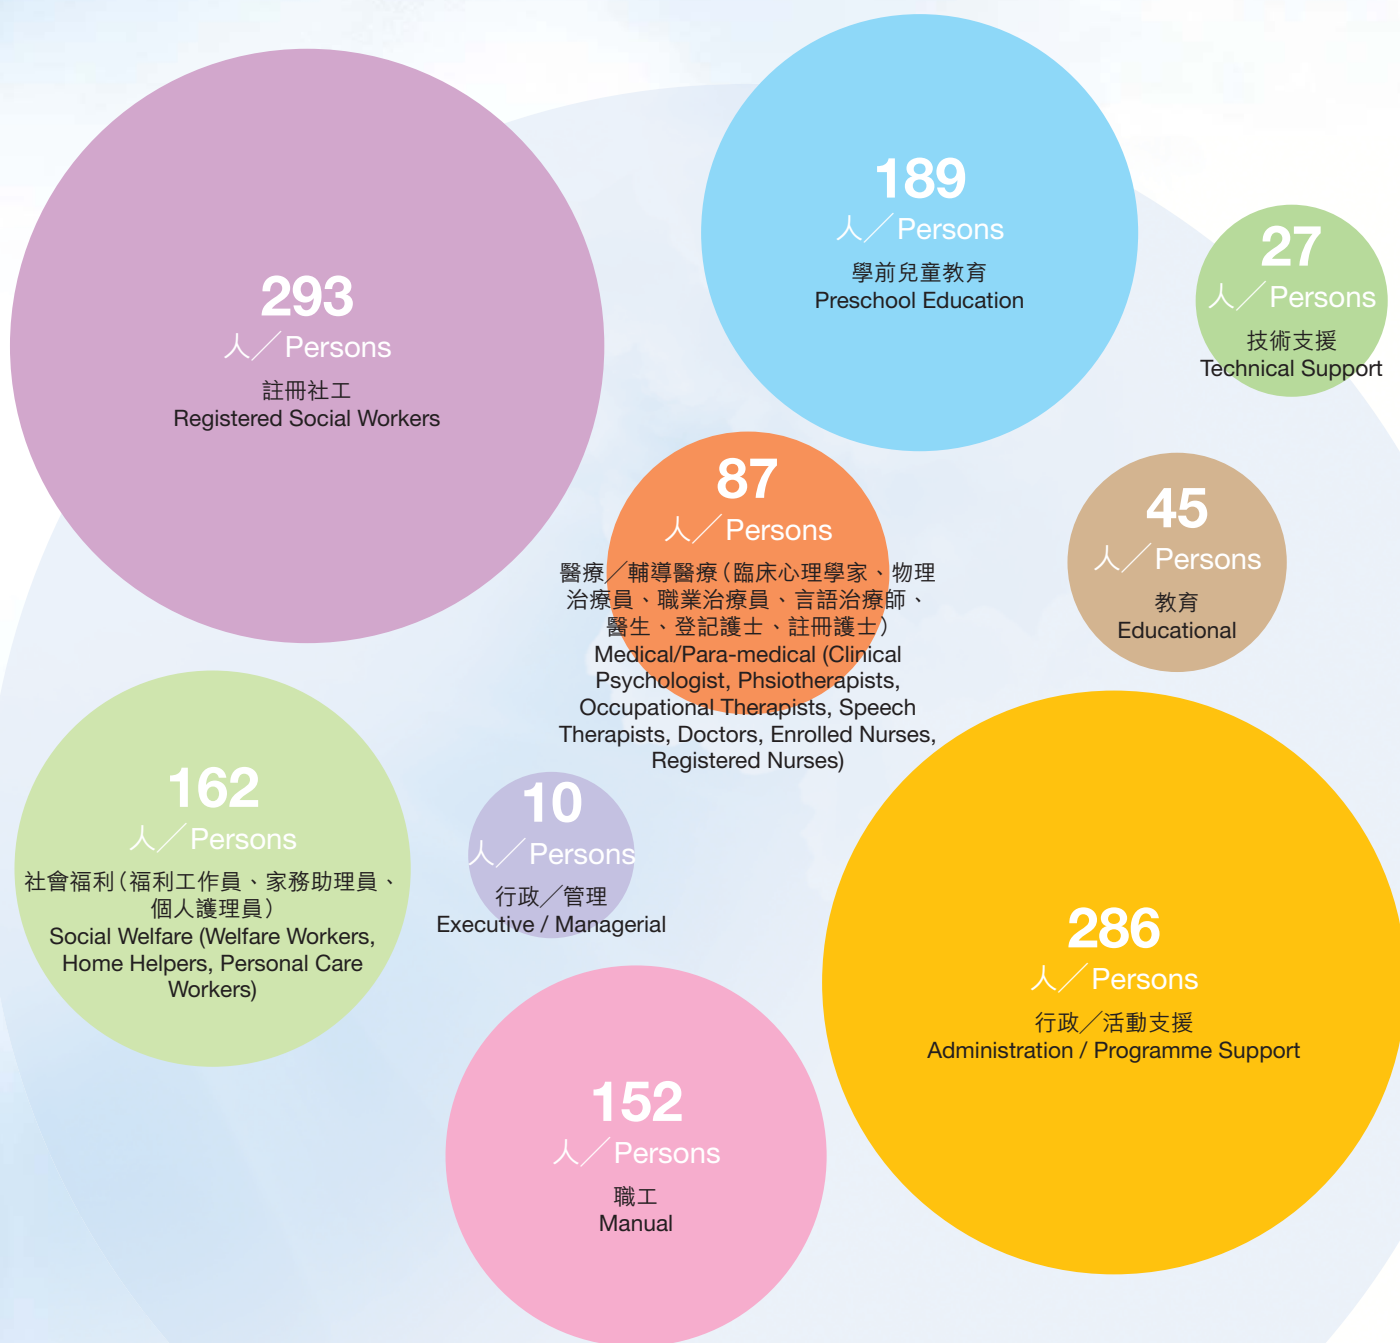 293
人／Persons
註冊社工
Registered Social Workers
189
人／Persons
學前兒童教育
Preschool Education
27
人／Persons
技術支援
Technical Support
87
人／Persons
醫療／輔導醫療（臨床心理學家、物理
治療員、職業治療員、言語治療師、
醫生、登記護士、註冊護士）
Medical/Para-medical (Clinical
Psychologist, Phsiotherapists,
Occupational Therapists, Speech
Therapists, Doctors, Enrolled Nurses,
Registered Nurses)
45
人／Persons
教育
Educational
162
人／Persons
社會福利（福利工作員、家務助理員、
個人護理員）
Social Welfare (Welfare Workers,
Home Helpers, Personal Care
Workers)
10
人／Persons
行政／管理
Executive / Managerial
286
人／Persons
行政／活動支援
Administration / Programme Support
152
人／Persons
職工
Manual